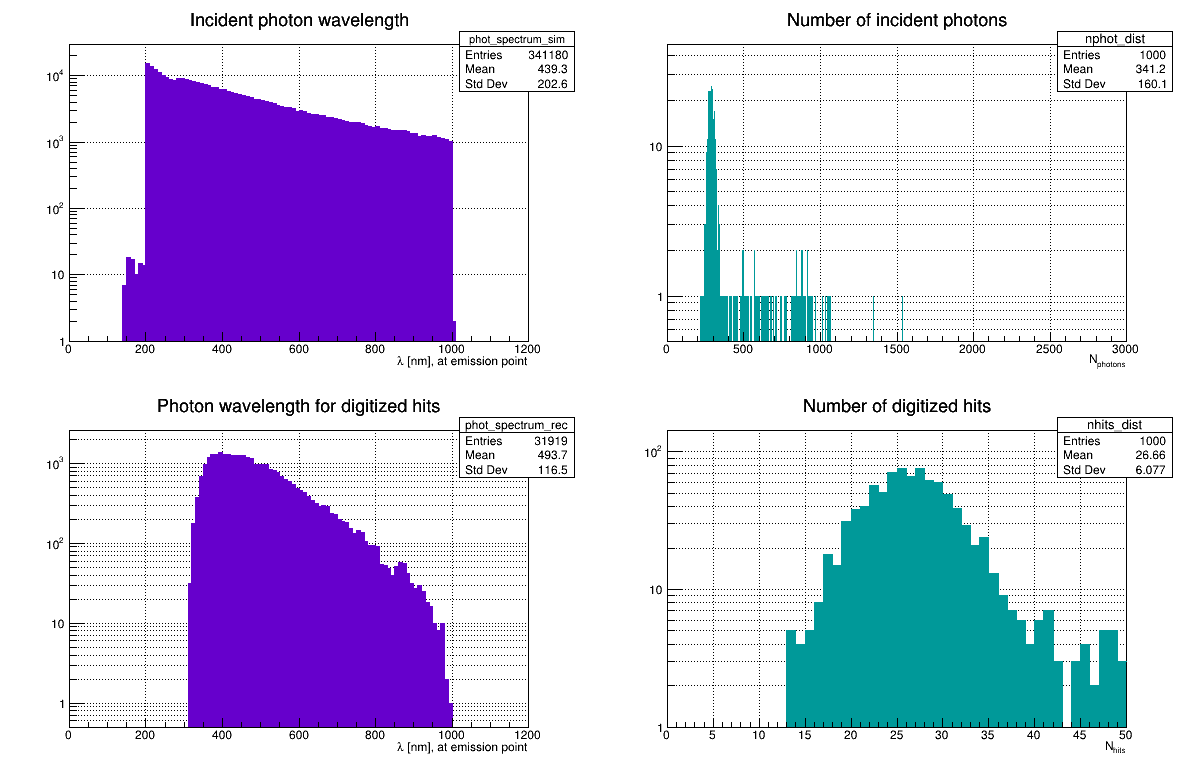 Incident photon wavelength
phot_spectrum_sim
Entries 341180
Mean 439.3
Std Dev 202.6
10^4
10^3
10^2
10
1
0 200 400 600 800 1000 1200
λ [nm], at emission point
Number of incident photons
nphot_dist
Entries 1000
Mean 341.2
Std Dev 160.1
10
1
0 500 1000 1500 2000 2500 3000
N_photons
Photon wavelength for digitized hits
phot_spectrum_rec
Entries 31919
Mean 493.7
Std Dev 116.5
10^3
10^2
10
1
0 200 400 600 800 1000 1200
λ [nm], at emission point
Number of digitized hits
nhits_dist
Entries 1000
Mean 26.66
Std Dev 6.077
10^2
10
1
0 5 10 15 20 25 30 35 40 45 50
N_hits